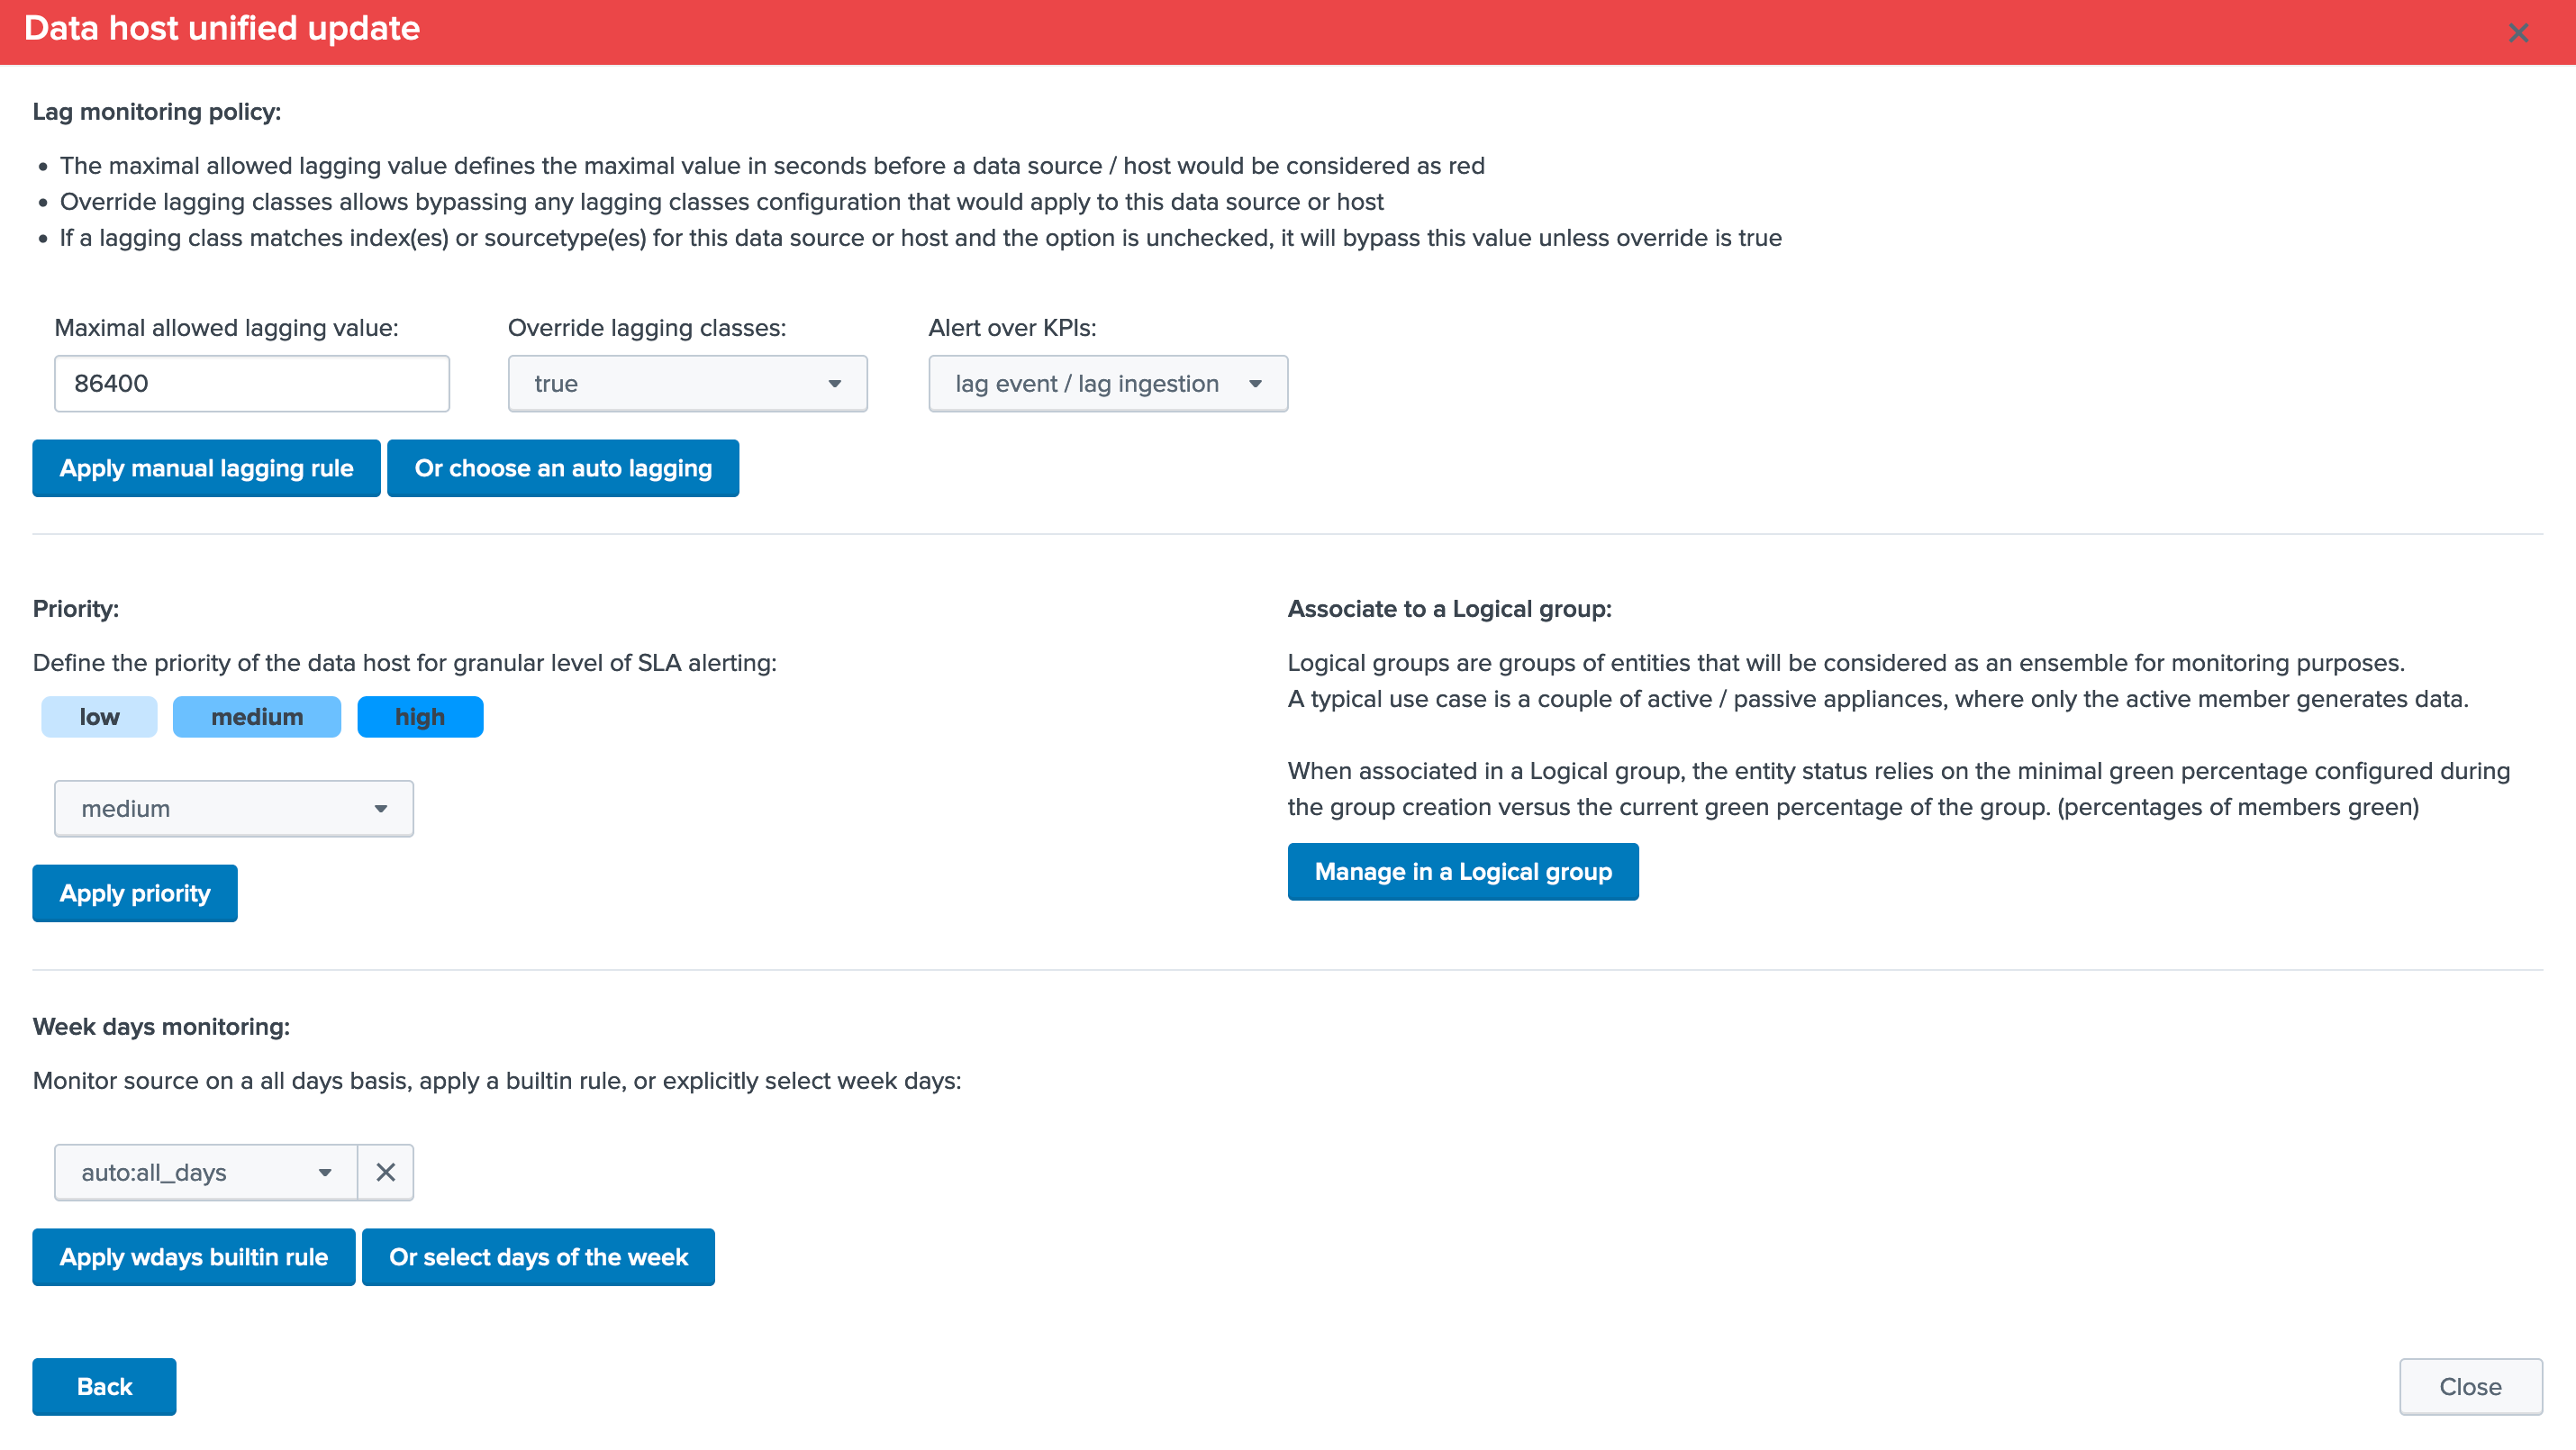 Data host unified update
Lag monitoring policy:
The maximal allowed lagging value defines the maximal value in seconds before a data source / host would be considered as red
Override lagging classes allows bypassing any lagging classes configuration that would apply to this data source or host
If a lagging class matches index(es) or sourcetype(es) for this data source or host and the option is unchecked, it will bypass this value unless override is true
Maximal allowed lagging value:
Override lagging classes:
Alert over KPIs:
86400
true
lag event / lag ingestion
Apply manual lagging rule
Or choose an auto lagging
Priority:
Define the priority of the data host for granular level of SLA alerting:
low
medium
high
medium
Apply priority
Associate to a Logical group:
Logical groups are groups of entities that will be considered as an ensemble for monitoring purposes.
A typical use case is a couple of active / passive appliances, where only the active member generates data.
When associated in a Logical group, the entity status relies on the minimal green percentage configured during
the group creation versus the current green percentage of the group. (percentages of members green)
Manage in a Logical group
Week days monitoring:
Monitor source on a all days basis, apply a builtin rule, or explicitly select week days:
auto:all_days
Apply wdays builtin rule
Or select days of the week
Back
Close